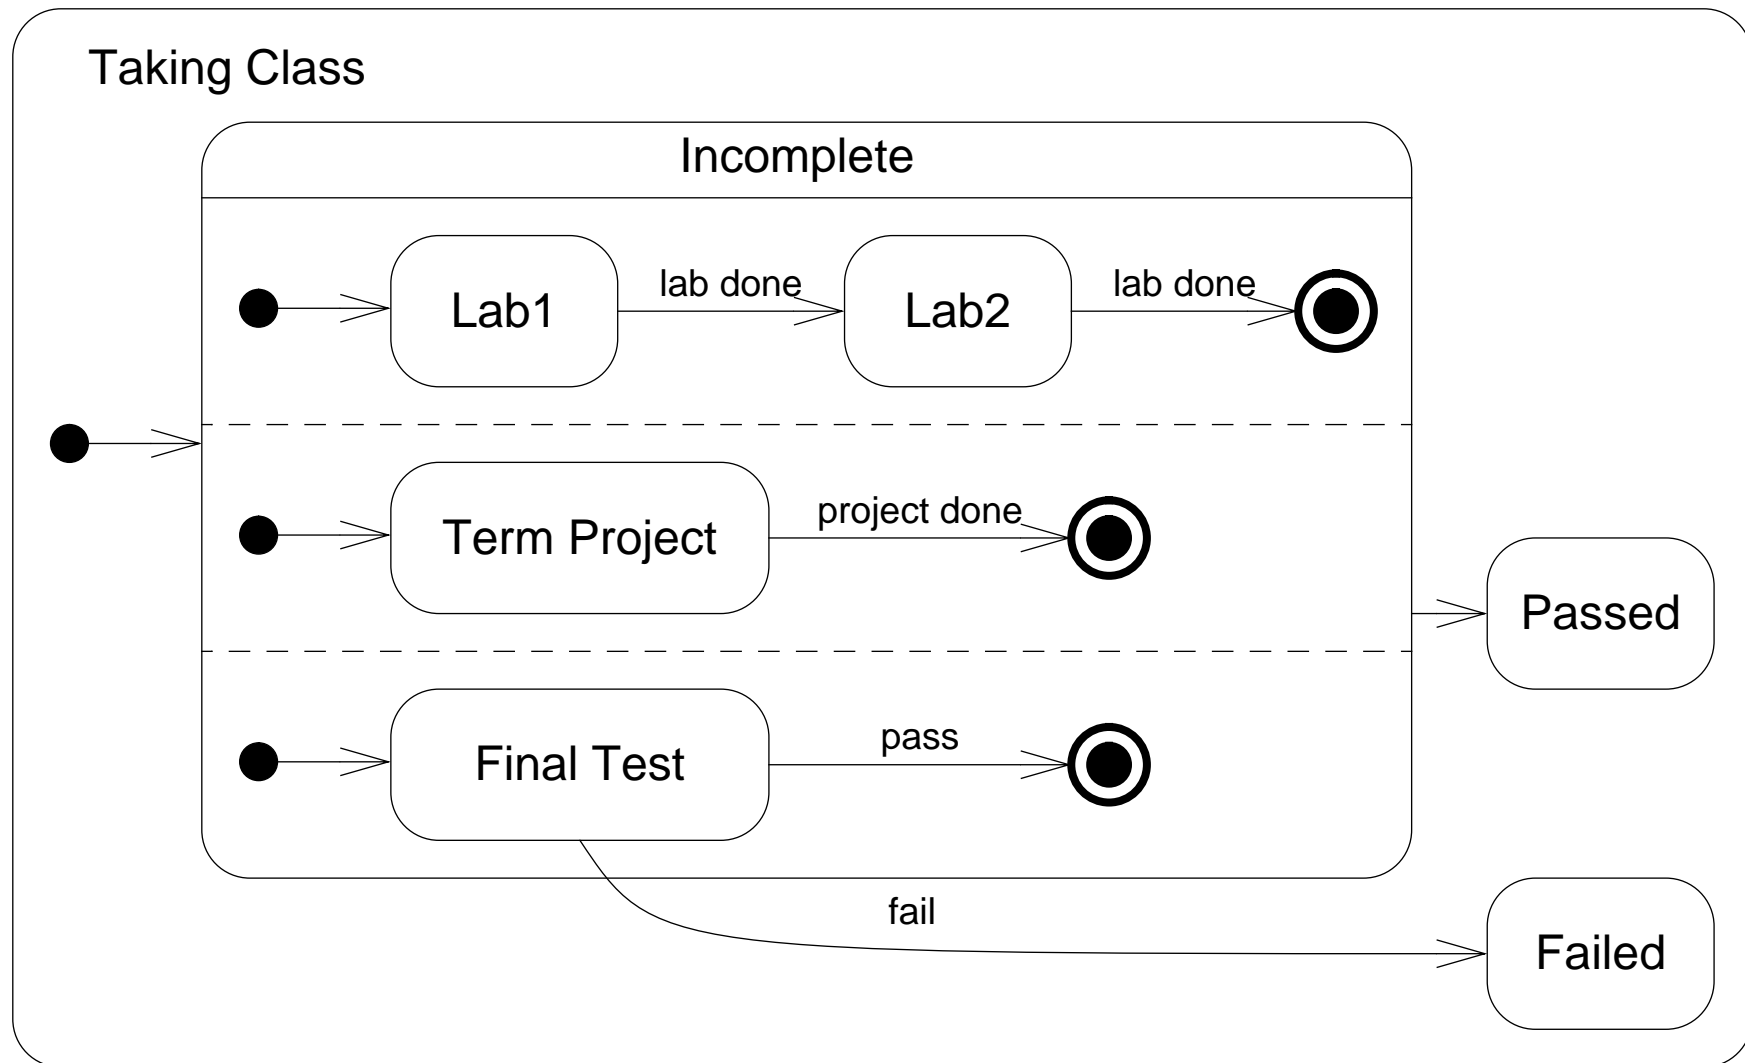 Taking Class
Incomplete
Lab1
lab done
Lab2
lab done
Term Project
project done
Passed
Final Test
pass
fail
Failed